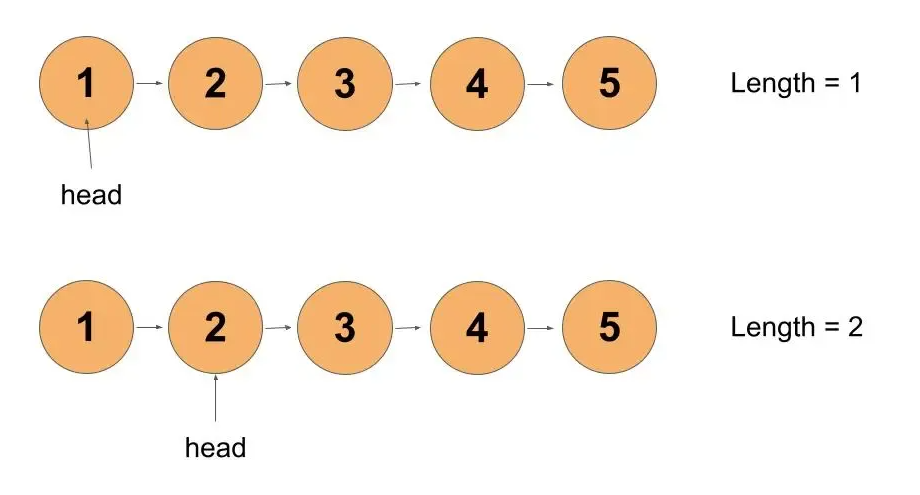 1 2 3 4 5 Length = 1
head
1 2 3 4 5 Length = 2
head